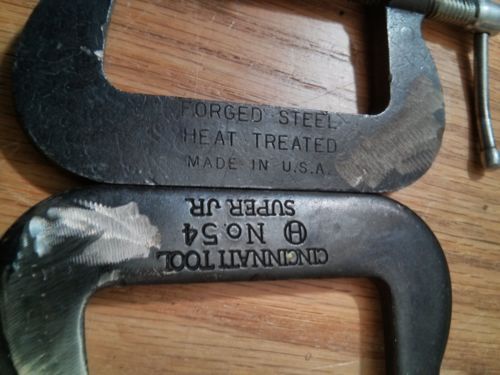 FORGED STEEL
HEAT TREATED
MADE IN U.S.A.
CINCINNATI TOOL
H No. 54
SUPER JR.